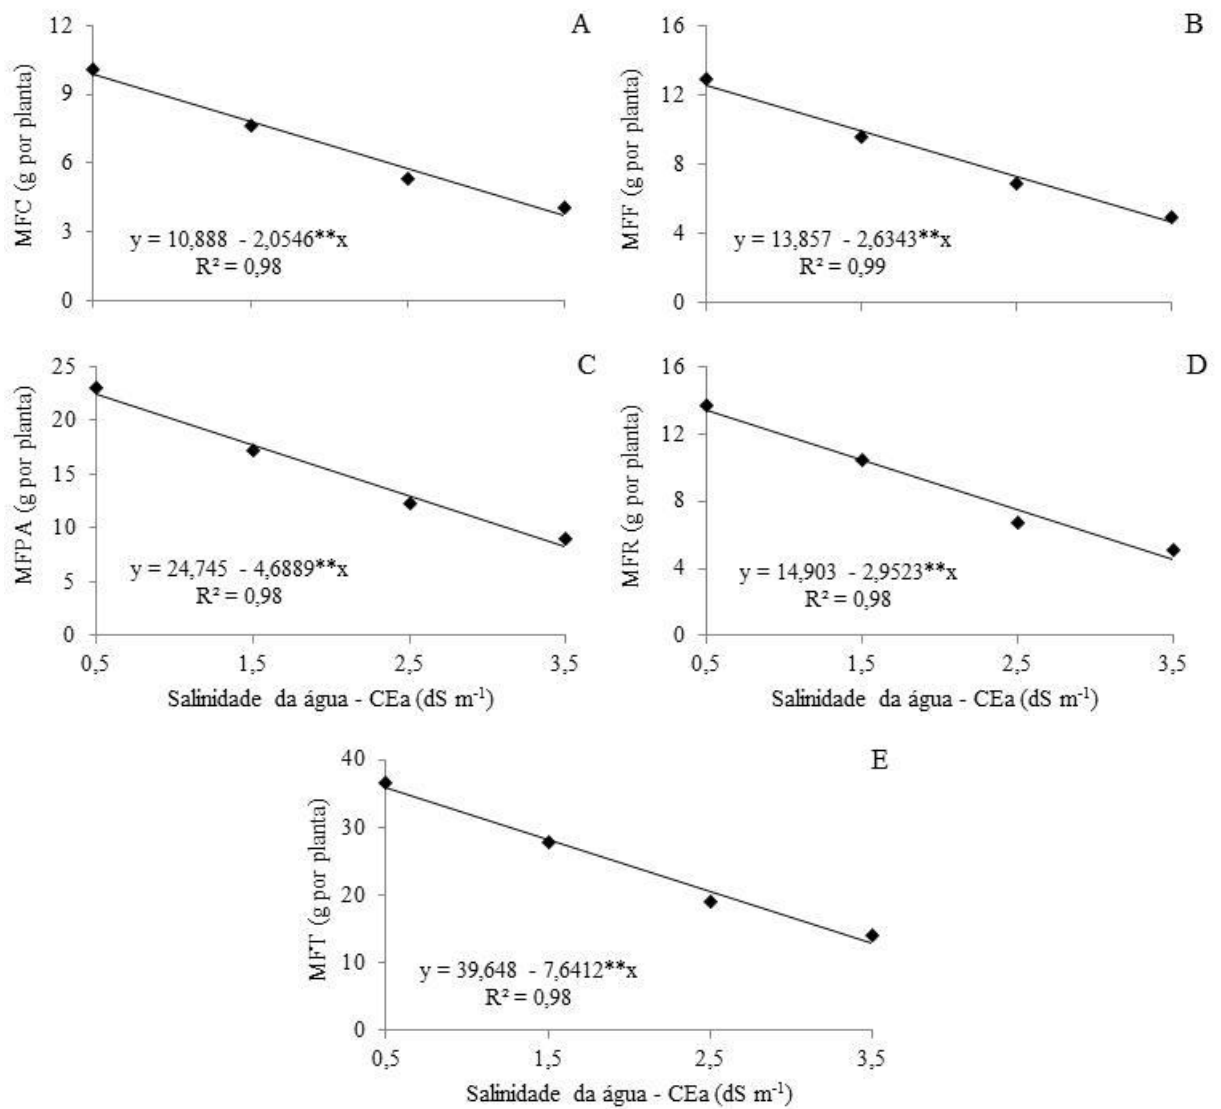 A
12
9
6
3
0
MFC (g por planta)
y = 10,888 - 2,0546**x
R² = 0,98
B
16
12
8
4
0
MFF (g por planta)
y = 13,857 - 2,6343**x
R² = 0,99
C
25
20
15
10
5
0
MFPA (g por planta)
y = 24,745 - 4,6889**x
R² = 0,98
0,5 1,5 2,5 3,5
Salinidade da água - CEa (dS m⁻¹)
D
16
12
8
4
0
MFR (g por planta)
y = 14,903 - 2,9523**x
R² = 0,98
0,5 1,5 2,5 3,5
Salinidade da água - CEa (dS m⁻¹)
E
40
30
20
10
0
MFT (g por planta)
y = 39,648 - 7,6412**x
R² = 0,98
0,5 1,5 2,5 3,5
Salinidade da água - CEa (dS m⁻¹)